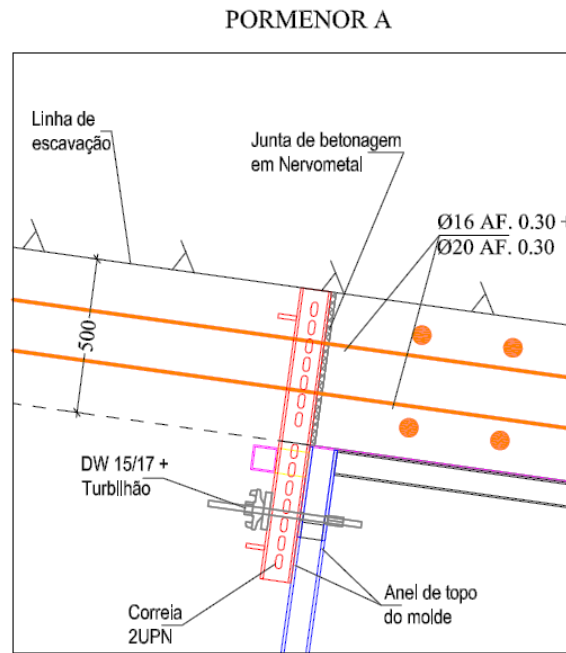 PORMENOR A
Linha de
escavação
Junta de betonagem
em Nervometal
Ø16 AF. 0.30 +
Ø20 AF. 0.30
500
DW 15/17 +
Turbilhão
Correia
2UPN
Anel de topo
do molde